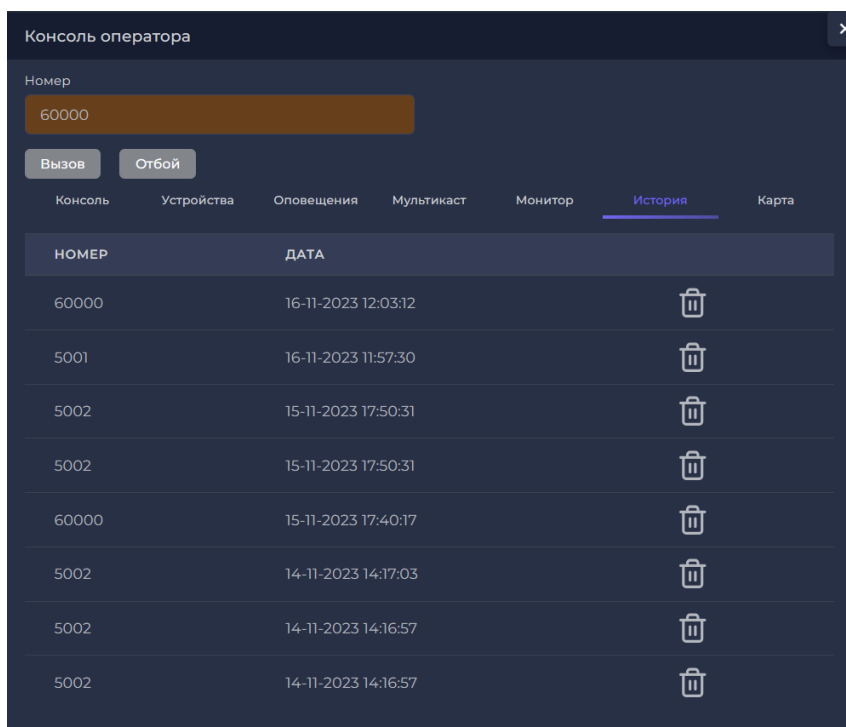 Консоль оператора
Номер
60000
Вызов Отбой
Консоль Устройства Оповещения Мультикаст Монитор История Карта
НОМЕР ДАТА
60000 16-11-2023 12:03:12
5001 16-11-2023 11:57:30
5002 15-11-2023 17:50:31
5002 15-11-2023 17:50:31
60000 15-11-2023 17:40:17
5002 14-11-2023 14:17:03
5002 14-11-2023 14:16:57
5002 14-11-2023 14:16:57